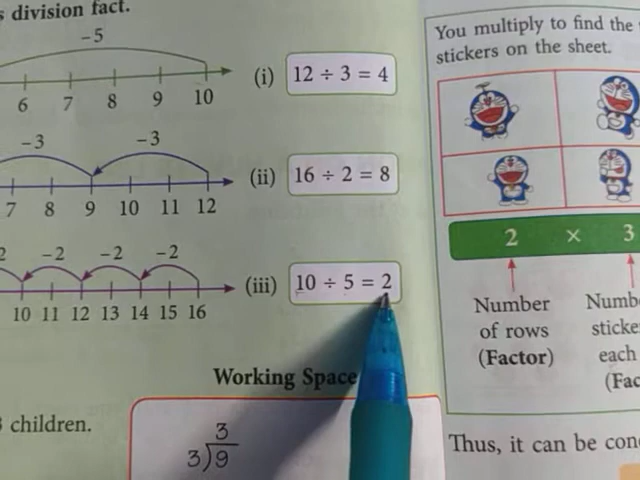 s division fact.
-5
6 7 8 9 10
(i) 12 ÷ 3 = 4
-3 -3
7 8 9 10 11 12
(ii) 16 ÷ 2 = 8
2 -2 -2 -2
10 11 12 13 14 15 16
(iii) 10 ÷ 5 = 2
Working Space
children.
3
3)9
You multiply to find the
stickers on the sheet.
2 × 3
Number
of rows
(Factor)
Numb
sticke
each
(Fac
Thus, it can be con